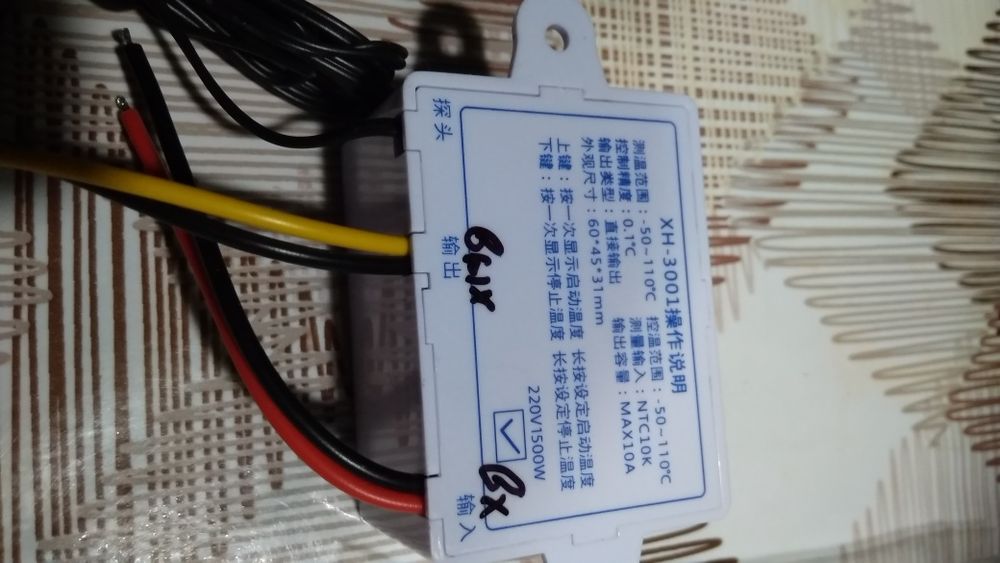 XH-3001操作说明
测温范围:-50~110℃ 控温范围:-50~110℃
控制精度:0.1℃ 测量输入:NTC10K
输出类型:直接输出 输出容量:MAX10A
外观尺寸:60*45*31mm
上键:按一次显示启动温度 长按设定启动温度
下键:按一次显示停止温度 长按设定停止温度
220V1500W
探头
输出
输入
Вых
Вх